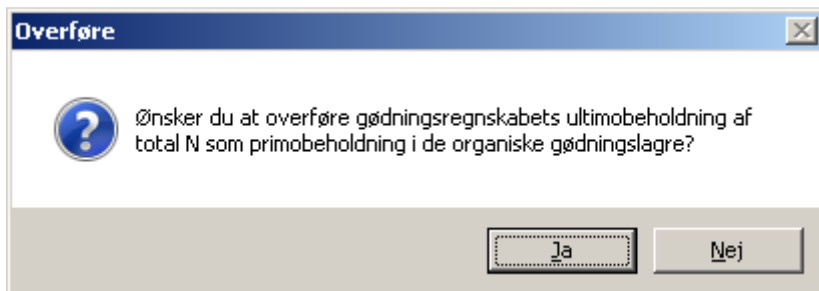 Overføre
Ønsker du at overføre gødningsregnskabets ultimobeholdning af
total N som primobeholdning i de organiske gødningslagre?
Ja
Nej